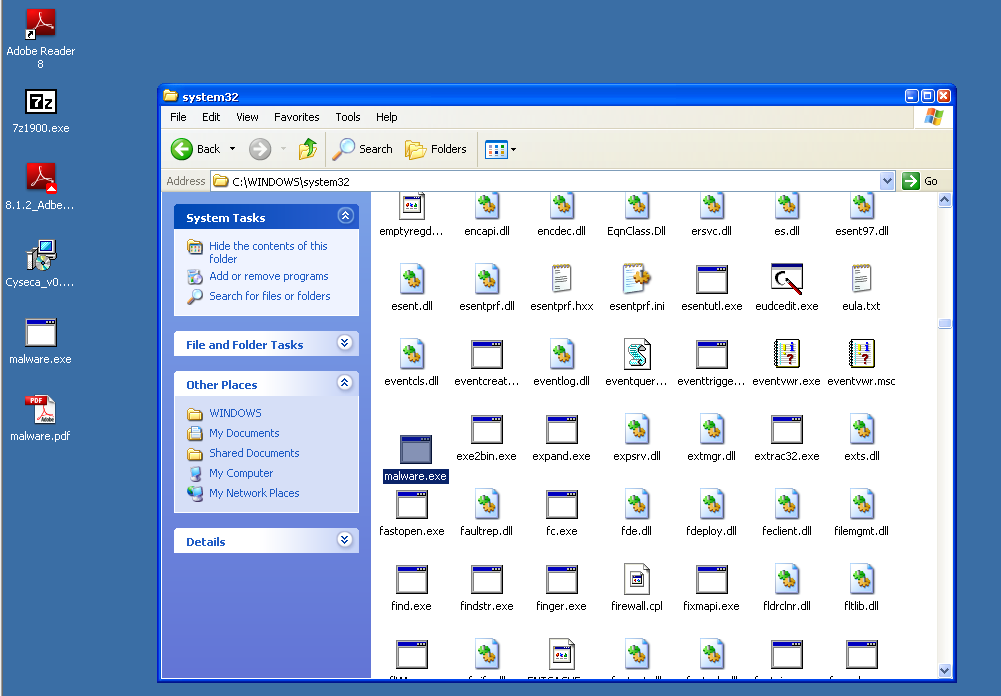 Adobe Reader
8
7z1900.exe
8.1.2_Adbe...
Cyseca_v0....
malware.exe
PDF
Adobe
malware.pdf
system32
File Edit View Favorites Tools Help
Back Search Folders
Address C:\WINDOWS\system32 Go
System Tasks
Hide the contents of this
folder
Add or remove programs
Search for files or folders
File and Folder Tasks
Other Places
WINDOWS
My Documents
Shared Documents
My Computer
My Network Places
Details
emptyregd... encapi.dll encdec.dll EqnClass.Dll ersvc.dll es.dll esent97.dll
esent.dll esentprf.dll esentprf.hxx esentprf.ini esentutl.exe eudcedit.exe eula.txt
eventcls.dll eventcreat... eventlog.dll eventquer... eventtrigge... eventvwr.exe eventvwr.msc
malware.exe exe2bin.exe expand.exe expsrv.dll extmgr.dll extrac32.exe exts.dll
fastopen.exe faultrep.dll fc.exe fde.dll fdeploy.dll feclient.dll filemgmt.dll
find.exe findstr.exe finger.exe firewall.cpl fixmapi.exe fldrclnr.dll fltlib.dll